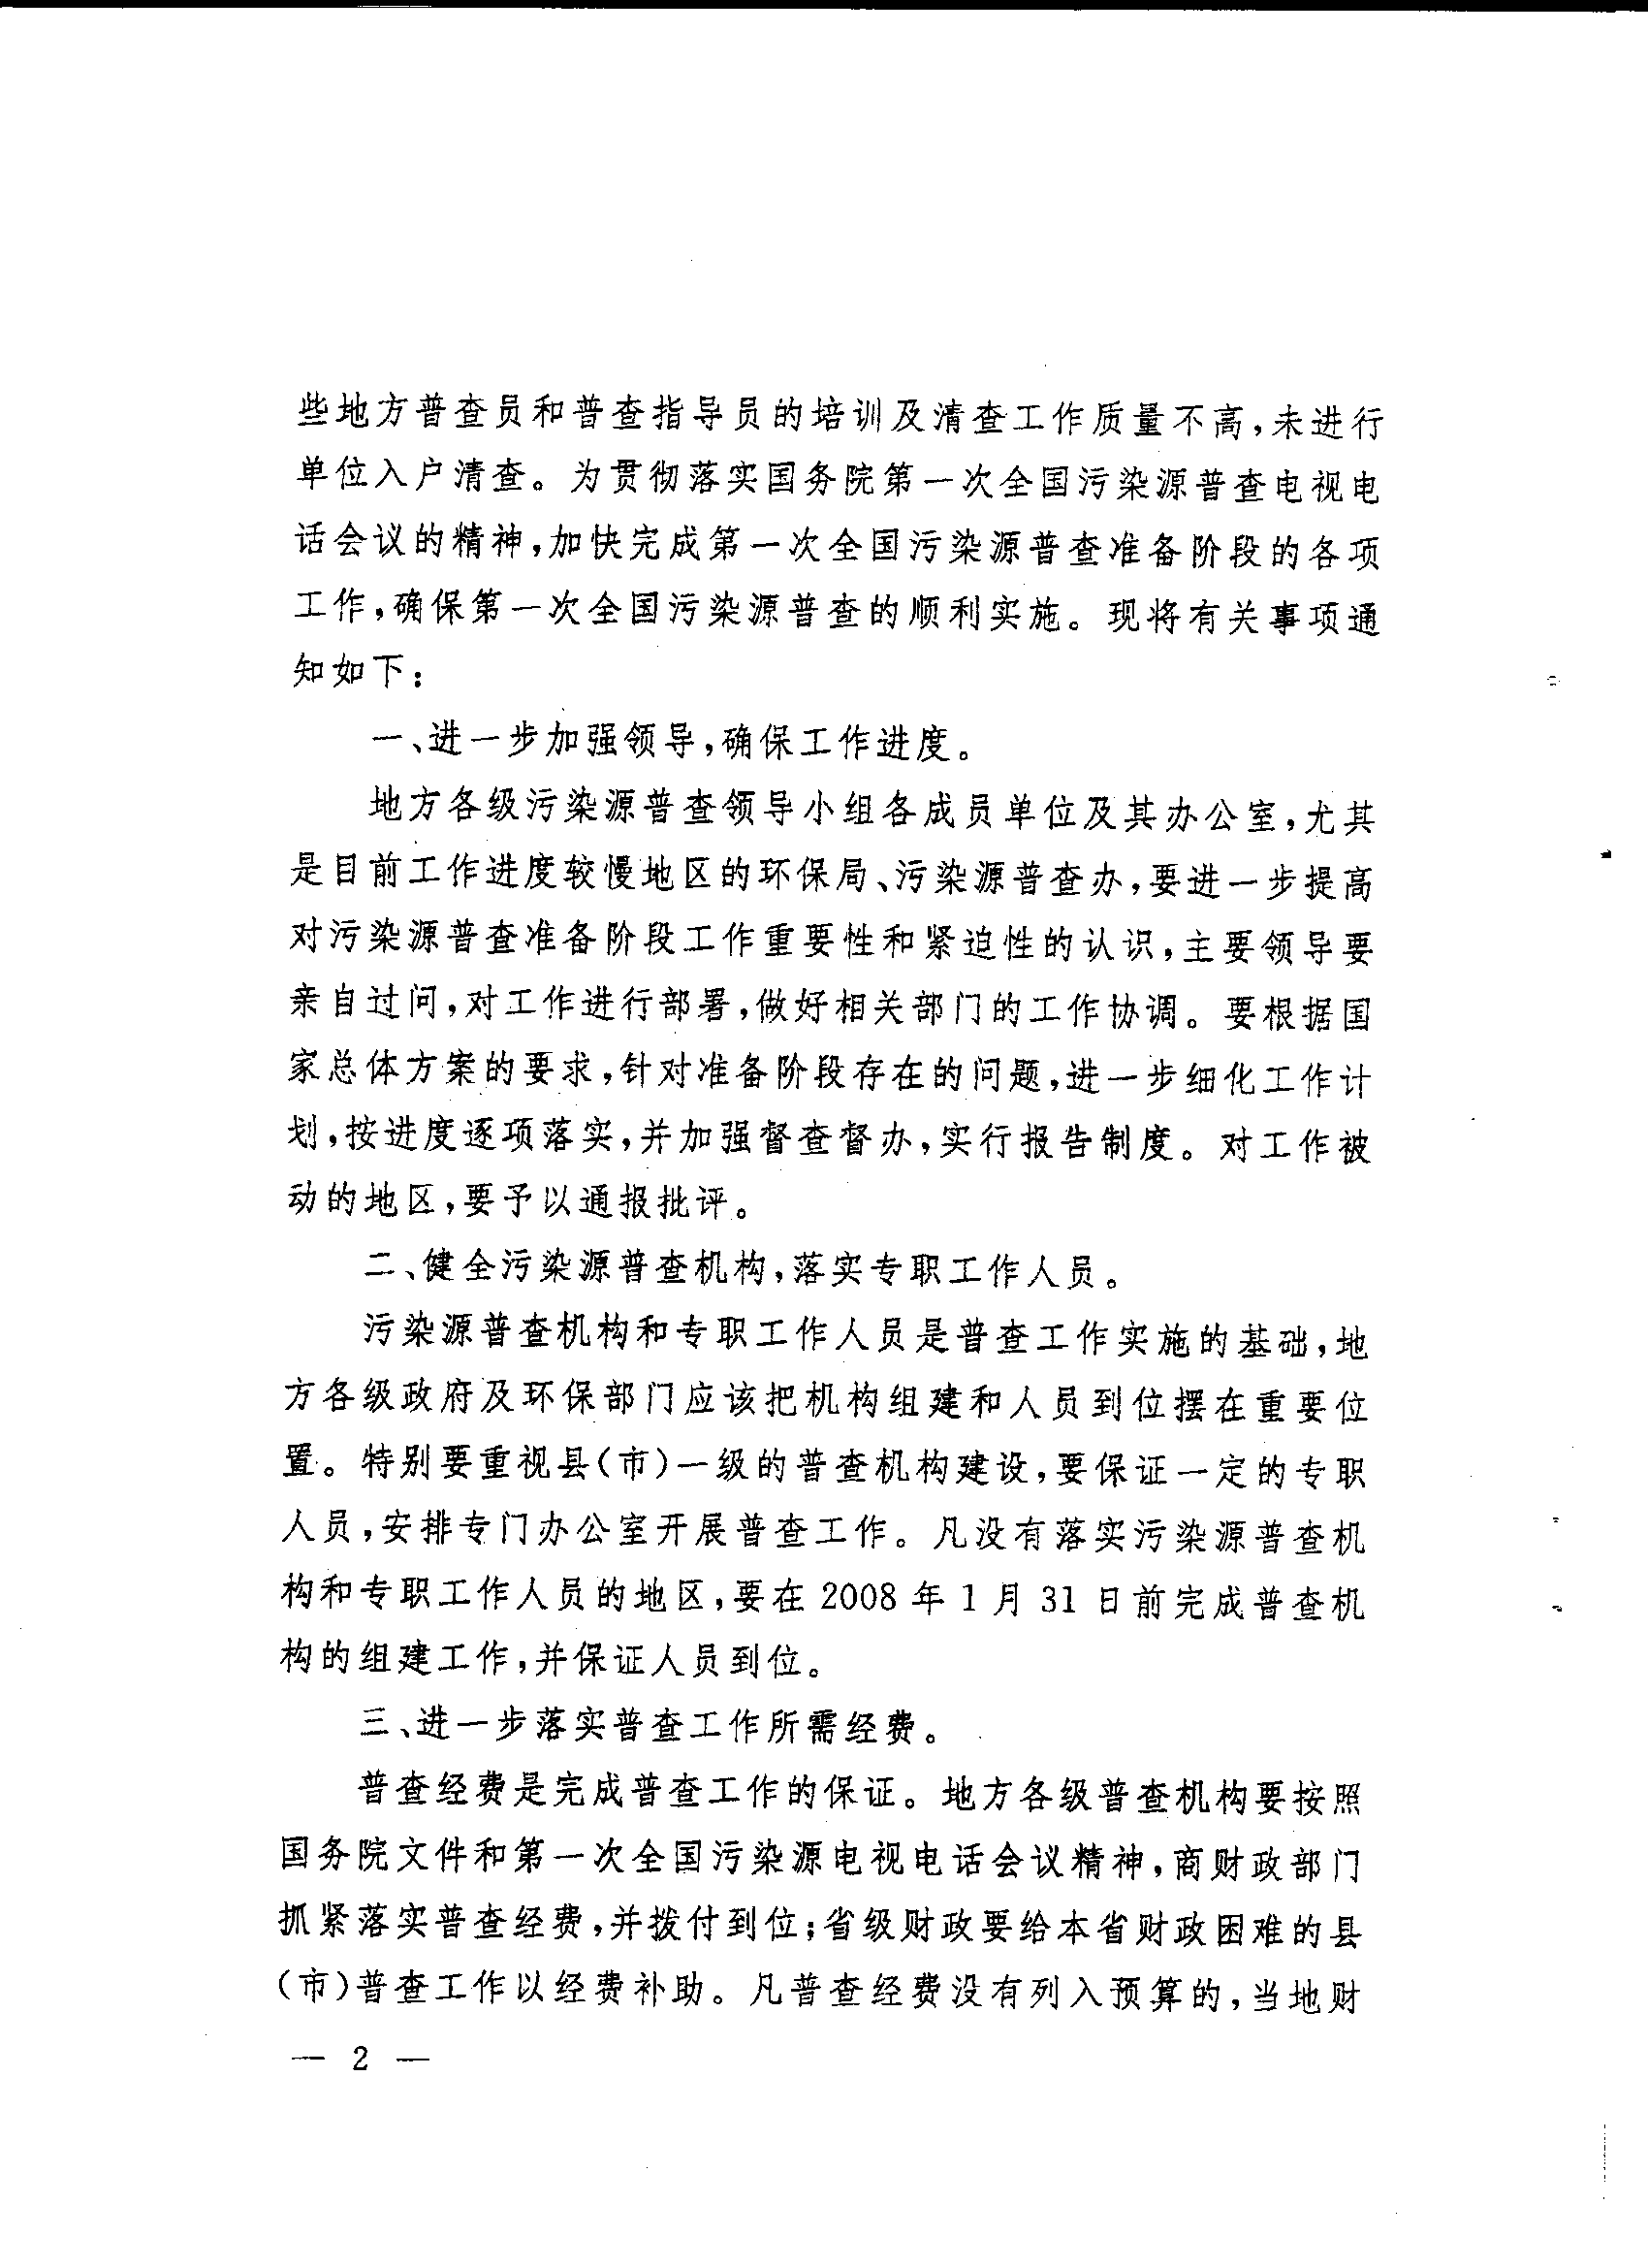 些地方普查员和普查指导员的培训及清查工作质量不高,未进行
单位入户清查。为贯彻落实国务院第一次全国污染源普查电视电
话会议的精神,加快完成第一次全国污染源普查准备阶段的各项
工作,确保第一次全国污染源普查的顺利实施。现将有关事项通
知如下:
一、进一步加强领导,确保工作进度。
地方各级污染源普查领导小组各成员单位及其办公室,尤其
是目前工作进度较慢地区的环保局、污染源普查办,要进一步提高
对污染源普查准备阶段工作重要性和紧迫性的认识,主要领导要
亲自过问,对工作进行部署,做好相关部门的工作协调。要根据国
家总体方案的要求,针对准备阶段存在的问题,进一步细化工作计
划,按进度逐项落实,并加强督查督办,实行报告制度。对工作被
动的地区,要予以通报批评。
二、健全污染源普查机构,落实专职工作人员。
污染源普查机构和专职工作人员是普查工作实施的基础,地
方各级政府及环保部门应该把机构组建和人员到位摆在重要位
置。特别要重视县(市)一级的普查机构建设,要保证一定的专职
人员,安排专门办公室开展普查工作。凡没有落实污染源普查机
构和专职工作人员的地区,要在 2008 年 1 月 31 日前完成普查机
构的组建工作,并保证人员到位。
三、进一步落实普查工作所需经费。
普查经费是完成普查工作的保证。地方各级普查机构要按照
国务院文件和第一次全国污染源电视电话会议精神,商财政部门
抓紧落实普查经费,并拨付到位;省级财政要给本省财政困难的县
(市)普查工作以经费补助。凡普查经费没有列入预算的,当地财
— 2 —